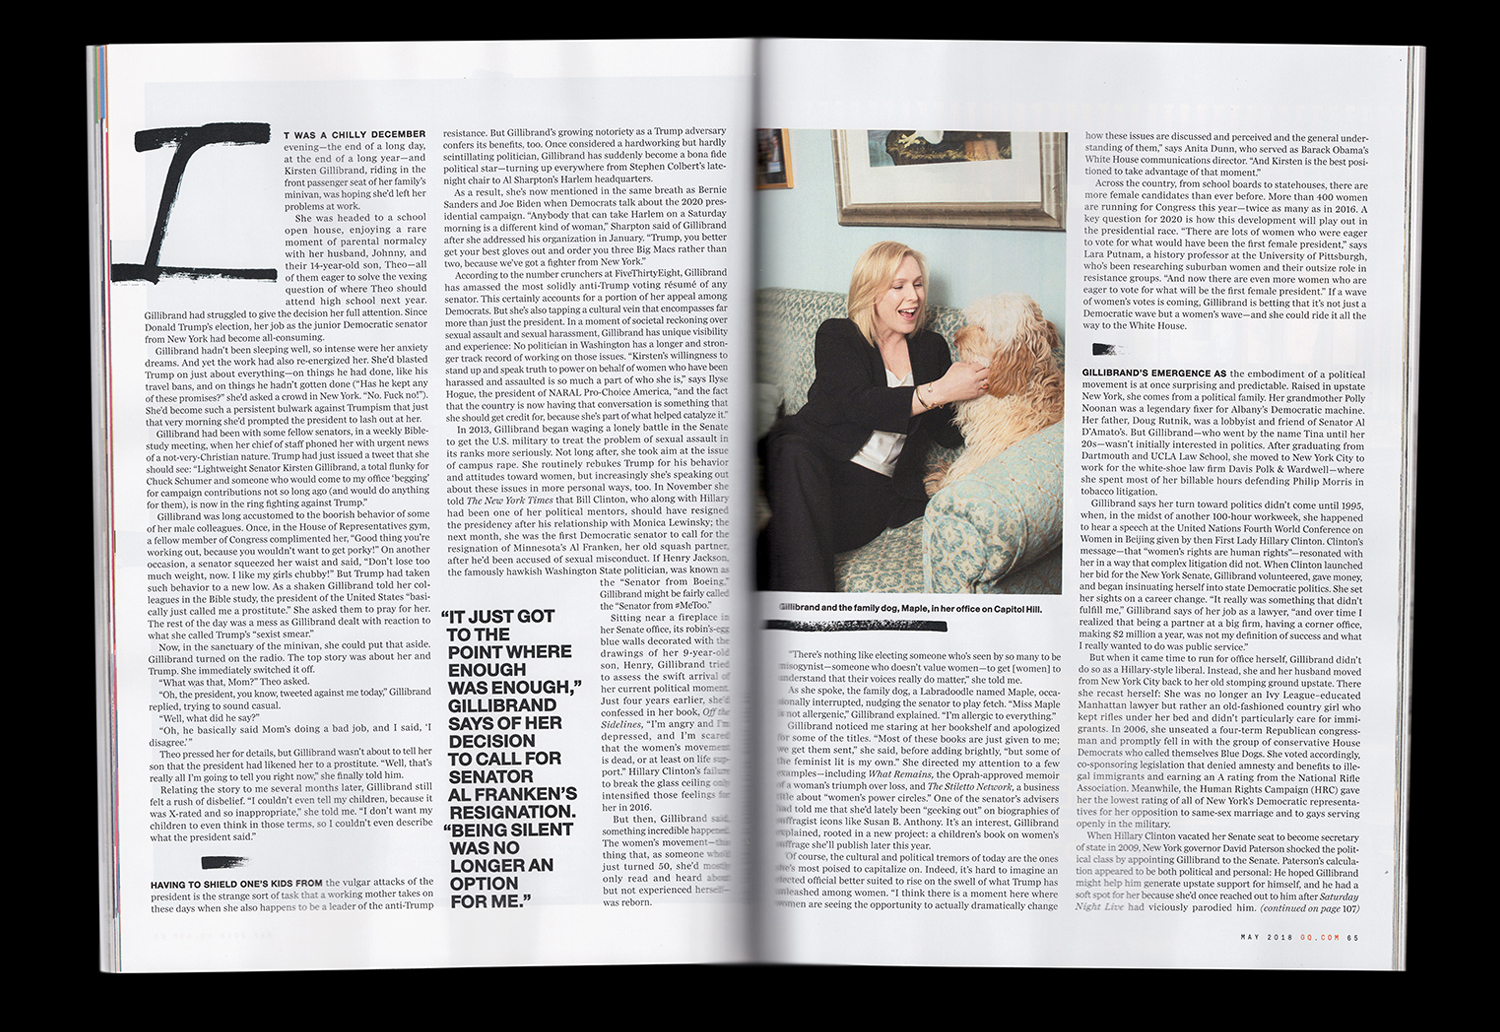 I
T WAS A CHILLY DECEMBER
evening—the end of a long day,
at the end of a long year—and
Kirsten Gillibrand, riding in the
front passenger seat of her family's
minivan, was hoping she'd left her
problems at work.
She was headed to a school
open house, enjoying a rare
moment of parental normalcy
with her husband, Johnny, and
their 14-year-old son, Theo—all
of them eager to solve the vexing
question of where Theo should
attend high school next year.
Gillibrand had struggled to give the decision her full attention. Since
Donald Trump's election, her job as the junior Democratic senator
from New York had become all-consuming.
Gillibrand hadn't been sleeping well, so intense were her anxiety
dreams. And yet the work had also re-energized her. She'd blasted
Trump on just about everything—on things he had done, like his
travel bans, and on things he hadn't gotten done ("Has he kept any
of these promises?" she'd asked a crowd in New York. "No. Fuck no!").
She'd become such a persistent bulwark against Trumpism that just
that very morning she'd prompted the president to lash out at her.
Gillibrand had been with some fellow senators, in a weekly Bible-
study meeting, when her chief of staff phoned her with urgent news
of a not-very-Christian nature. Trump had just issued a tweet that she
should see: "Lightweight Senator Kirsten Gillibrand, a total flunky for
Chuck Schumer and someone who would come to my office 'begging'
for campaign contributions not so long ago (and would do anything
for them), is now in the ring fighting against Trump."
Gillibrand was long accustomed to the boorish behavior of some
of her male colleagues. Once, in the House of Representatives gym,
a fellow member of Congress complimented her, "Good thing you're
working out, because you wouldn't want to get porky!" On another
occasion, a senator squeezed her waist and said, "Don't lose too
much weight, now. I like my girls chubby!" But Trump had taken
such behavior to a new low. As a shaken Gillibrand told her col-
leagues in the Bible study, the president of the United States "basi-
cally just called me a prostitute." She asked them to pray for her.
The rest of the day was a mess as Gillibrand dealt with reaction to
what she called Trump's "sexist smear."
Now, in the sanctuary of the minivan, she could put that aside.
Gillibrand turned on the radio. The top story was about her and
Trump. She immediately switched it off.
"What was that, Mom?" Theo asked.
"Oh, the president, you know, tweeted against me today," Gillibrand
replied, trying to sound casual.
"Well, what did he say?"
"Oh, he basically said Mom's doing a bad job, and I said, 'I
disagree.' "
Theo pressed her for details, but Gillibrand wasn't about to tell her
son that the president had likened her to a prostitute. "Well, that's
really all I'm going to tell you right now," she finally told him.
Relating the story to me several months later, Gillibrand still
felt a rush of disbelief. "I couldn't even tell my children, because it
was X-rated and so inappropriate," she told me. "I don't want my
children to even think in those terms, so I couldn't even describe
what the president said."
HAVING TO SHIELD ONE'S KIDS FROM the vulgar attacks of the
president is the strange sort of task that a working mother takes on
these days when she also happens to be a leader of the anti-Trump
resistance. But Gillibrand's growing notoriety as a Trump adversary
confers its benefits, too. Once considered a hardworking but hardly
scintillating politician, Gillibrand has suddenly become a bona fide
political star—turning up everywhere from Stephen Colbert's late-
night chair to Al Sharpton's Harlem headquarters.
As a result, she's now mentioned in the same breath as Bernie
Sanders and Joe Biden when Democrats talk about the 2020 pres-
idential campaign. "Anybody that can take Harlem on a Saturday
morning is a different kind of woman," Sharpton said of Gillibrand
after she addressed his organization in January. "Trump, you better
get your best gloves out and order you three Big Macs rather than
two, because we've got a fighter from New York."
According to the number crunchers at FiveThirtyEight, Gillibrand
has amassed the most solidly anti-Trump voting résumé of any
senator. This certainly accounts for a portion of her appeal among
Democrats. But she's also tapping a cultural vein that encompasses far
more than just the president. In a moment of societal reckoning over
sexual assault and sexual harassment, Gillibrand has unique visibility
and experience: No politician in Washington has a longer and stron-
ger track record of working on those issues. "Kirsten's willingness to
stand up and speak truth to power on behalf of women who have been
harassed and assaulted is so much a part of who she is," says Ilyse
Hogue, the president of NARAL Pro-Choice America, "and the fact
that the country is now having that conversation is something that
she should get credit for, because she's part of what helped catalyze it."
In 2013, Gillibrand began waging a lonely battle in the Senate
to get the U.S. military to treat the problem of sexual assault in
its ranks more seriously. Not long after, she took aim at the issue
of campus rape. She routinely rebukes Trump for his behavior
and attitudes toward women, but increasingly she's speaking out
about these issues in more personal ways, too. In November she
told The New York Times that Bill Clinton, who along with Hillary
had been one of her political mentors, should have resigned
the presidency after his relationship with Monica Lewinsky; the
next month, she was the first Democratic senator to call for the
resignation of Minnesota's Al Franken, her old squash partner,
after he'd been accused of sexual misconduct. If Henry Jackson,
the famously hawkish Washington State politician, was known as
the "Senator from Boeing,"
Gillibrand might be fairly called
the "Senator from #MeToo."
Sitting near a fireplace in
her Senate office, its robin's-egg
blue walls decorated with the
drawings of her 9-year-old
son, Henry, Gillibrand tried
to assess the swift arrival of
her current political moment.
Just four years earlier, she'd
confessed in her book, Off the
Sidelines, "I'm angry and I'm
depressed, and I'm scared
that the women's movement
is dead, or at least on life sup-
port." Hillary Clinton's failure
to break the glass ceiling only
intensified those feelings for
her in 2016.
But then, Gillibrand said,
something incredible happened.
The women's movement—this
thing that, as someone who'd
just turned 50, she'd mostly
only read and heard about
but not experienced herself—
was reborn.
"IT JUST GOT
TO THE
POINT WHERE
ENOUGH
WAS ENOUGH,"
GILLIBRAND
SAYS OF HER
DECISION
TO CALL FOR
SENATOR
AL FRANKEN'S
RESIGNATION.
"BEING SILENT
WAS NO
LONGER AN
OPTION
FOR ME."
Gillibrand and the family dog, Maple, in her office on Capitol Hill.
"There's nothing like electing someone who's seen by so many to be
misogynist—someone who doesn't value women—to get [women] to
understand that their voices really do matter," she told me.
As she spoke, the family dog, a Labradoodle named Maple, occa-
sionally interrupted, nudging the senator to play fetch. "Miss Maple
is not allergenic," Gillibrand explained. "I'm allergic to everything."
Gillibrand noticed me staring at her bookshelf and apologized
for some of the titles. "Most of these books are just given to me;
we get them sent," she said, before adding brightly, "but some of
the feminist lit is my own." She directed my attention to a few
examples—including What Remains, the Oprah-approved memoir
of a woman's triumph over loss, and The Stiletto Network, a business
title about "women's power circles." One of the senator's advisers
had told me that she'd lately been "geeking out" on biographies of
suffragist icons like Susan B. Anthony. It's an interest, Gillibrand
explained, rooted in a new project: a children's book on women's
suffrage she'll publish later this year.
Of course, the cultural and political tremors of today are the ones
she's most poised to capitalize on. Indeed, it's hard to imagine an
elected official better suited to rise on the swell of what Trump has
unleashed among women. "I think there is a moment here where
women are seeing the opportunity to actually dramatically change
how these issues are discussed and perceived and the general under-
standing of them," says Anita Dunn, who served as Barack Obama's
White House communications director. "And Kirsten is the best posi-
tioned to take advantage of that moment."
Across the country, from school boards to statehouses, there are
more female candidates than ever before. More than 400 women
are running for Congress this year—twice as many as in 2016. A
key question for 2020 is how this development will play out in
the presidential race. "There are lots of women who were eager
to vote for what would have been the first female president," says
Lara Putnam, a history professor at the University of Pittsburgh,
who's been researching suburban women and their outsize role in
resistance groups. "And now there are even more women who are
eager to vote for what will be the first female president." If a wave
of women's votes is coming, Gillibrand is betting that it's not just a
Democratic wave but a women's wave—and she could ride it all the
way to the White House.
GILLIBRAND'S EMERGENCE AS the embodiment of a political
movement is at once surprising and predictable. Raised in upstate
New York, she comes from a political family. Her grandmother Polly
Noonan was a legendary fixer for Albany's Democratic machine.
Her father, Doug Rutnik, was a lobbyist and friend of Senator Al
D'Amato's. But Gillibrand—who went by the name Tina until her
20s—wasn't initially interested in politics. After graduating from
Dartmouth and UCLA Law School, she moved to New York City to
work for the white-shoe law firm Davis Polk & Wardwell—where
she spent most of her billable hours defending Philip Morris in
tobacco litigation.
Gillibrand says her turn toward politics didn't come until 1995,
when, in the midst of another 100-hour workweek, she happened
to hear a speech at the United Nations Fourth World Conference on
Women in Beijing given by then First Lady Hillary Clinton. Clinton's
message—that "women's rights are human rights"—resonated with
her in a way that complex litigation did not. When Clinton launched
her bid for the New York Senate, Gillibrand volunteered, gave money,
and began insinuating herself into state Democratic politics. She set
her sights on a career change. "It really was something that didn't
fulfill me," Gillibrand says of her job as a lawyer, "and over time I
realized that being a partner at a big firm, having a corner office,
making $2 million a year, was not my definition of success and what
I really wanted to do was public service."
But when it came time to run for office herself, Gillibrand didn't
do so as a Hillary-style liberal. Instead, she and her husband moved
from New York City back to her old stomping ground upstate. There
she recast herself: She was no longer an Ivy League–educated
Manhattan lawyer but rather an old-fashioned country girl who
kept rifles under her bed and didn't particularly care for immi-
grants. In 2006, she unseated a four-term Republican congress-
man and promptly fell in with the group of conservative House
Democrats who called themselves Blue Dogs. She voted accordingly,
co-sponsoring legislation that denied amnesty and benefits to ille-
gal immigrants and earning an A rating from the National Rifle
Association. Meanwhile, the Human Rights Campaign (HRC) gave
her the lowest rating of all of New York's Democratic representa-
tives for her opposition to same-sex marriage and to gays serving
openly in the military.
When Hillary Clinton vacated her Senate seat to become secretary
of state in 2009, New York governor David Paterson shocked the polit-
ical class by appointing Gillibrand to the Senate. Paterson's calcula-
tion appeared to be both political and personal: He hoped Gillibrand
might help him generate upstate support for himself, and he had a
soft spot for her because she'd once reached out to him after Saturday
Night Live had viciously parodied him. (continued on page 107)
MAY 2018 GQ.COM 65